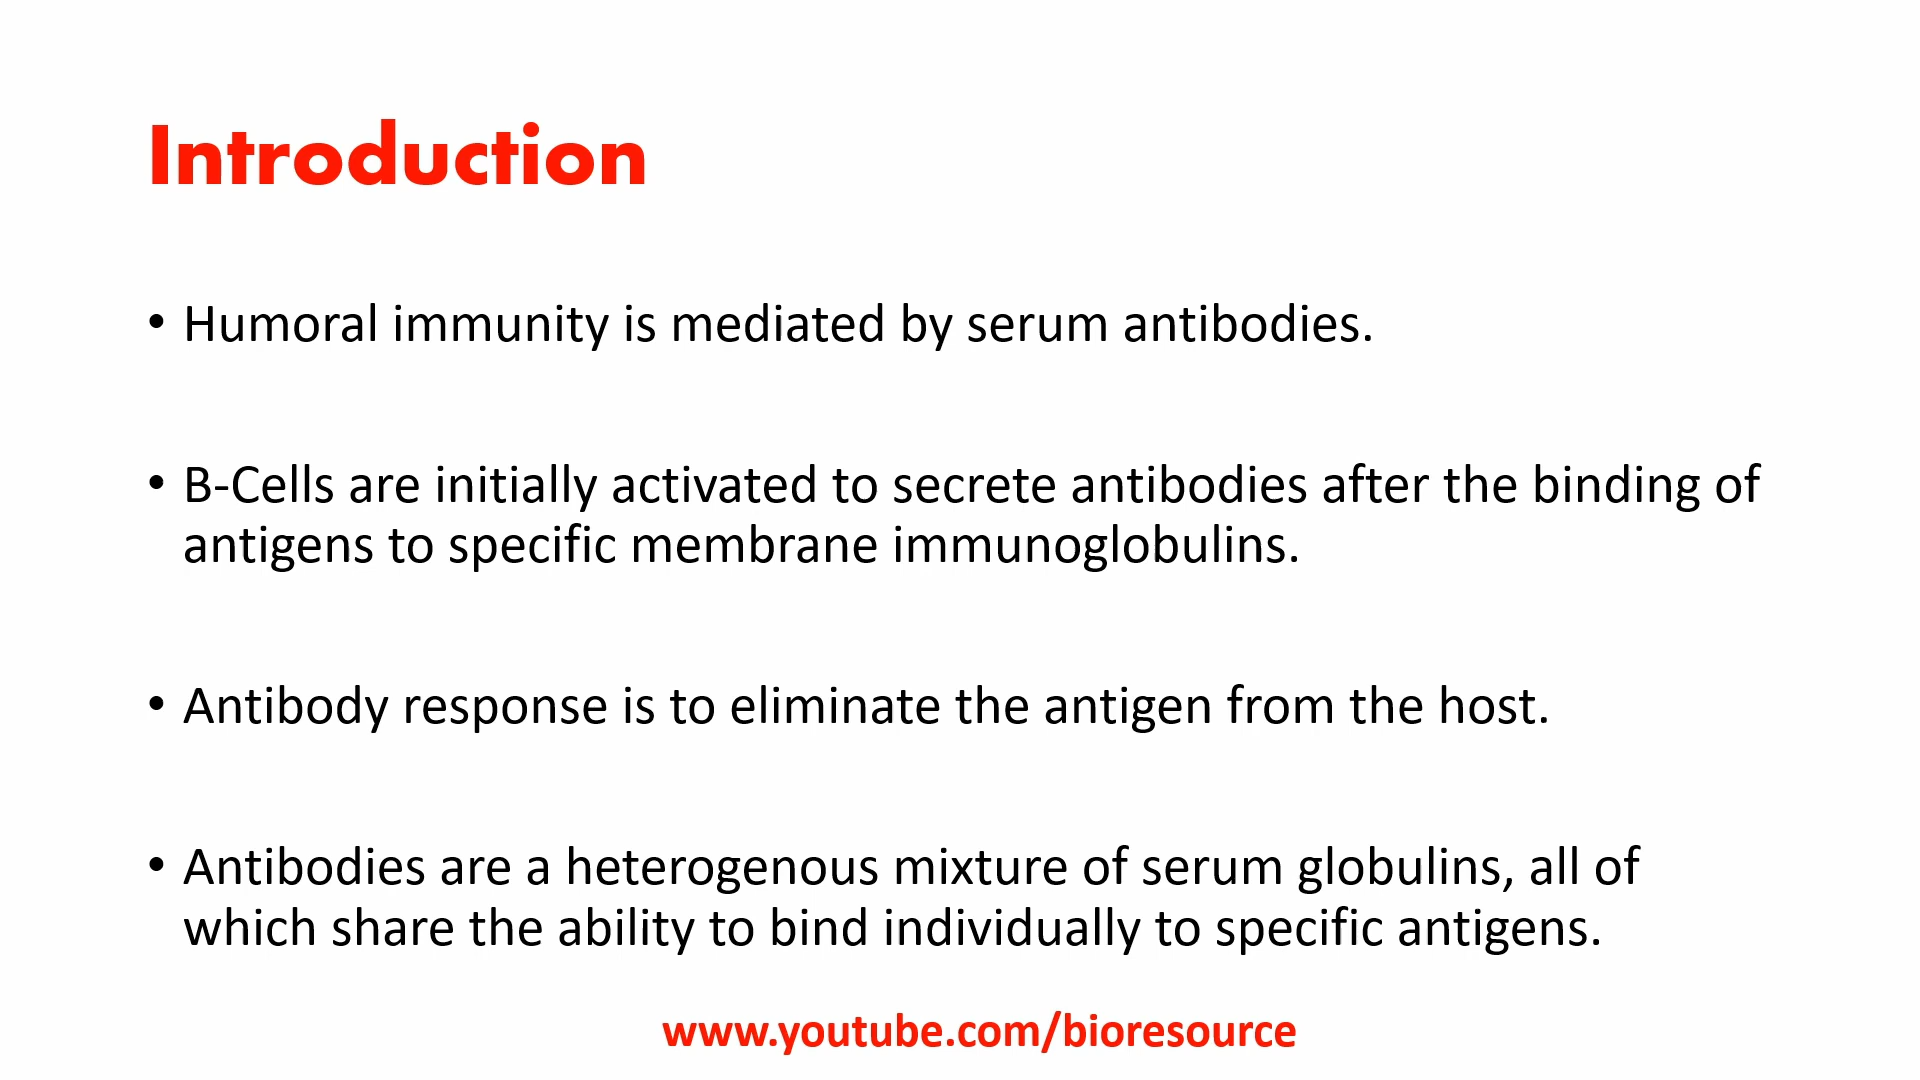 Introduction
• Humoral immunity is mediated by serum antibodies.
• B-Cells are initially activated to secrete antibodies after the binding of
antigens to specific membrane immunoglobulins.
• Antibody response is to eliminate the antigen from the host.
• Antibodies are a heterogenous mixture of serum globulins, all of
which share the ability to bind individually to specific antigens.
www.youtube.com/bioresource